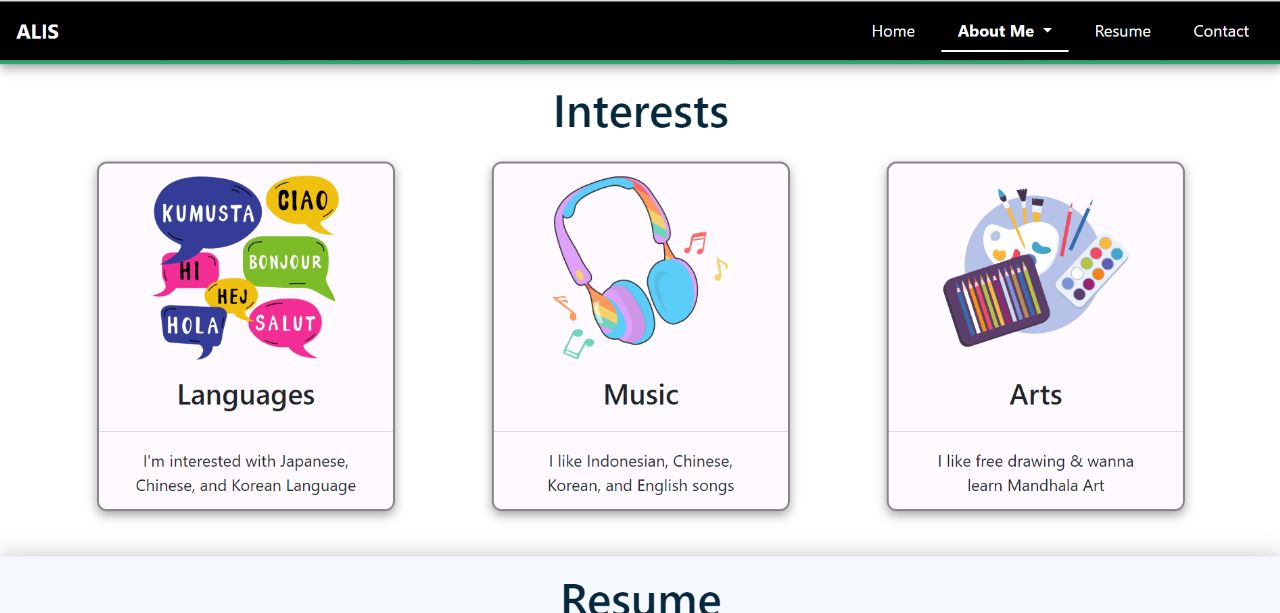 ALIS
Home
About Me
Resume
Contact
Interests
KUMUSTA
CIAO
HI
BONJOUR
HEJ
HOLA
SALUT
Languages
I'm interested with Japanese,
Chinese, and Korean Language
Music
I like Indonesian, Chinese,
Korean, and English songs
Arts
I like free drawing & wanna
learn Mandhala Art
Resume